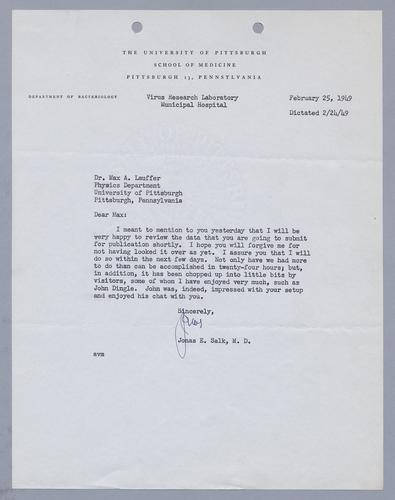 THE UNIVERSITY OF PITTSBURGH
SCHOOL OF MEDICINE
PITTSBURGH 13, PENNSYLVANIA
DEPARTMENT OF BACTERIOLOGY
Virus Research Laboratory
Municipal Hospital
February 25, 1949
Dictated 2/24/49
Dr. Max A. Lauffer
Physics Department
University of Pittsburgh
Pittsburgh, Pennsylvania
Dear Max:
I meant to mention to you yesterday that I will be
very happy to review the data that you are going to submit
for publication shortly. I hope you will forgive me for
not having looked it over as yet. I assure you that I will
do so within the next few days. Not only have we had more
to do than can be accomplished in twenty-four hours; but,
in addition, it has been chopped up into little bits by
visitors, some of whom I have enjoyed very much, such as
John Dingle. John was, indeed, impressed with your setup
and enjoyed his chat with you.
Sincerely,
Jonas
Jonas E. Salk, M. D.
avm